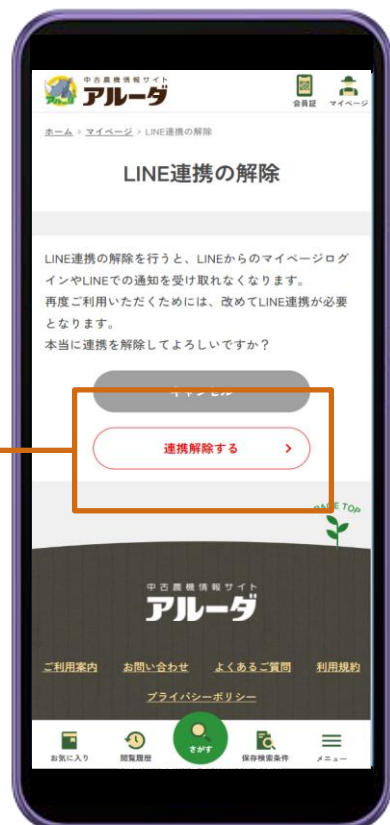 中古農機情報サイト
アルーダ
会員証
マイページ
ホーム > マイページ > LINE連携の解除
LINE連携の解除
LINE連携の解除を行うと、LINEからのマイページログ
インやLINEでの通知を受け取れなくなります。
再度ご利用いただくためには、改めてLINE連携が必要
となります。
本当に連携を解除してよろしいですか？
キャンセル
連携解除する
PAGE TOP
中古農機情報サイト
アルーダ
ご利用案内 お問い合わせ よくあるご質問 利用規約
プライバシーポリシー
お気に入り 閲覧履歴 さがす 保存検索条件 メニュー